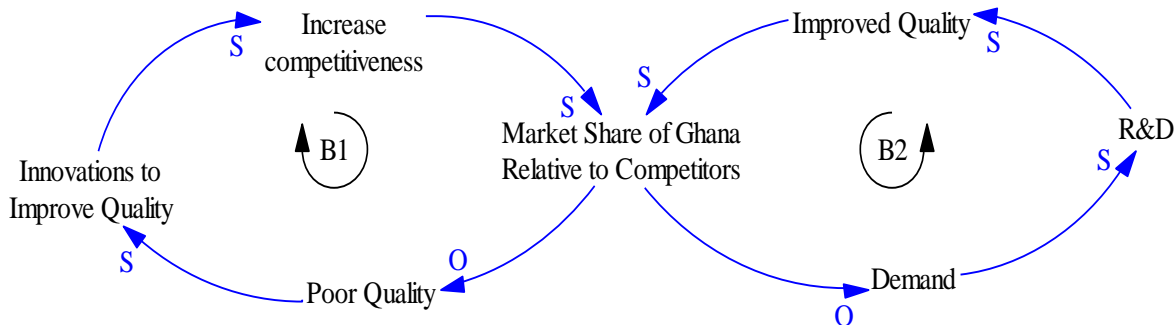 Increase
competitiveness
S
S
Innovations to
Improve Quality
B1
S
Poor Quality
O
Market Share of Ghana
Relative to Competitors
Improved Quality
S
S
B2
R&D
S
Demand
O